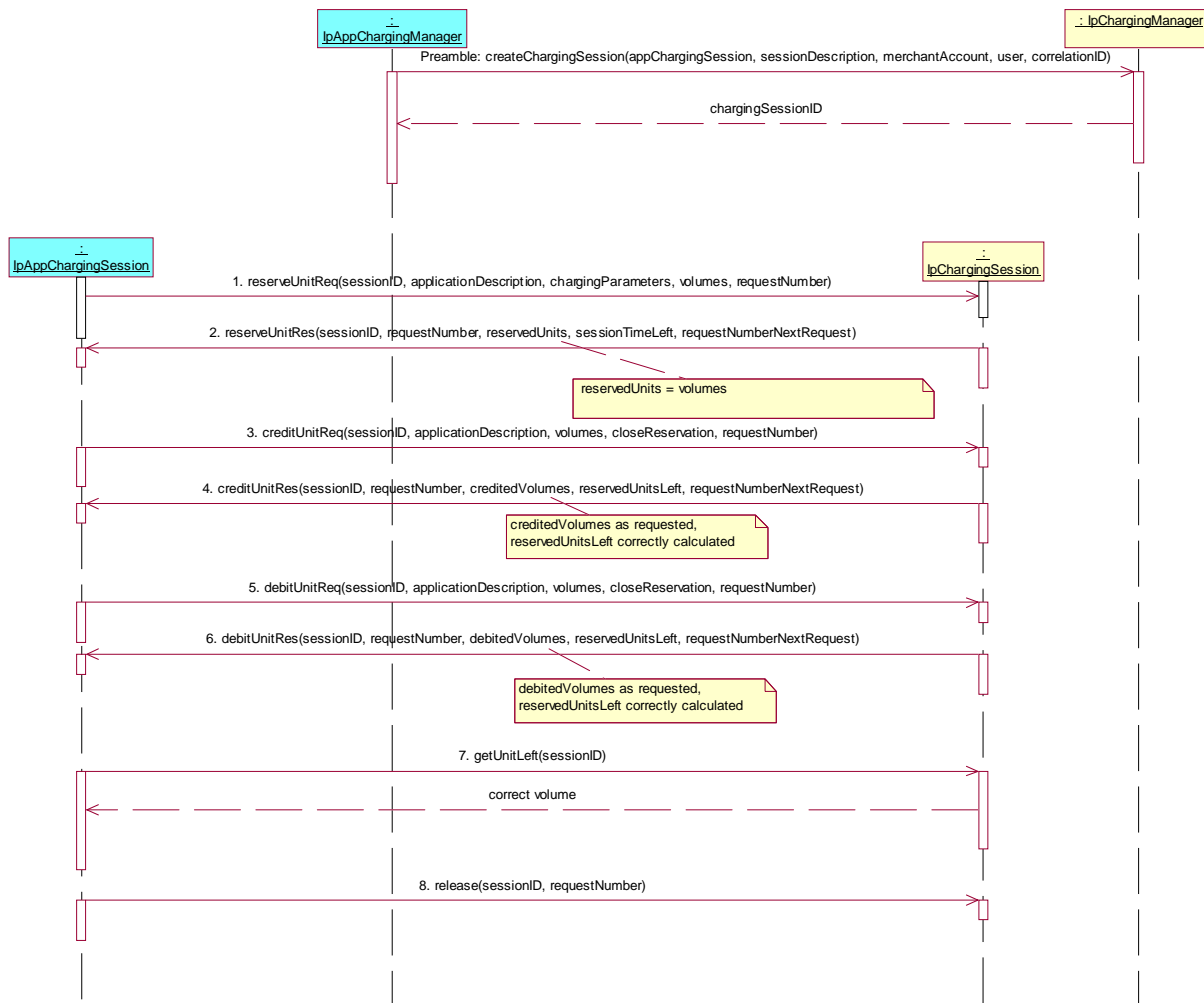 :
IpAppChargingManager
: IpChargingManager
Preamble: createChargingSession(appChargingSession, sessionDescription, merchantAccount, user, correlationID)
chargingSessionID
:
IpAppChargingSession
:
IpChargingSession
1. reserveUnitReq(sessionID, applicationDescription, chargingParameters, volumes, requestNumber)
2. reserveUnitRes(sessionID, requestNumber, reservedUnits, sessionTimeLeft, requestNumberNextRequest)
reservedUnits = volumes
3. creditUnitReq(sessionID, applicationDescription, volumes, closeReservation, requestNumber)
4. creditUnitRes(sessionID, requestNumber, creditedVolumes, reservedUnitsLeft, requestNumberNextRequest)
creditedVolumes as requested,
reservedUnitsLeft correctly calculated
5. debitUnitReq(sessionID, applicationDescription, volumes, closeReservation, requestNumber)
6. debitUnitRes(sessionID, requestNumber, debitedVolumes, reservedUnitsLeft, requestNumberNextRequest)
debitedVolumes as requested,
reservedUnitsLeft correctly calculated
7. getUnitLeft(sessionID)
correct volume
8. release(sessionID, requestNumber)